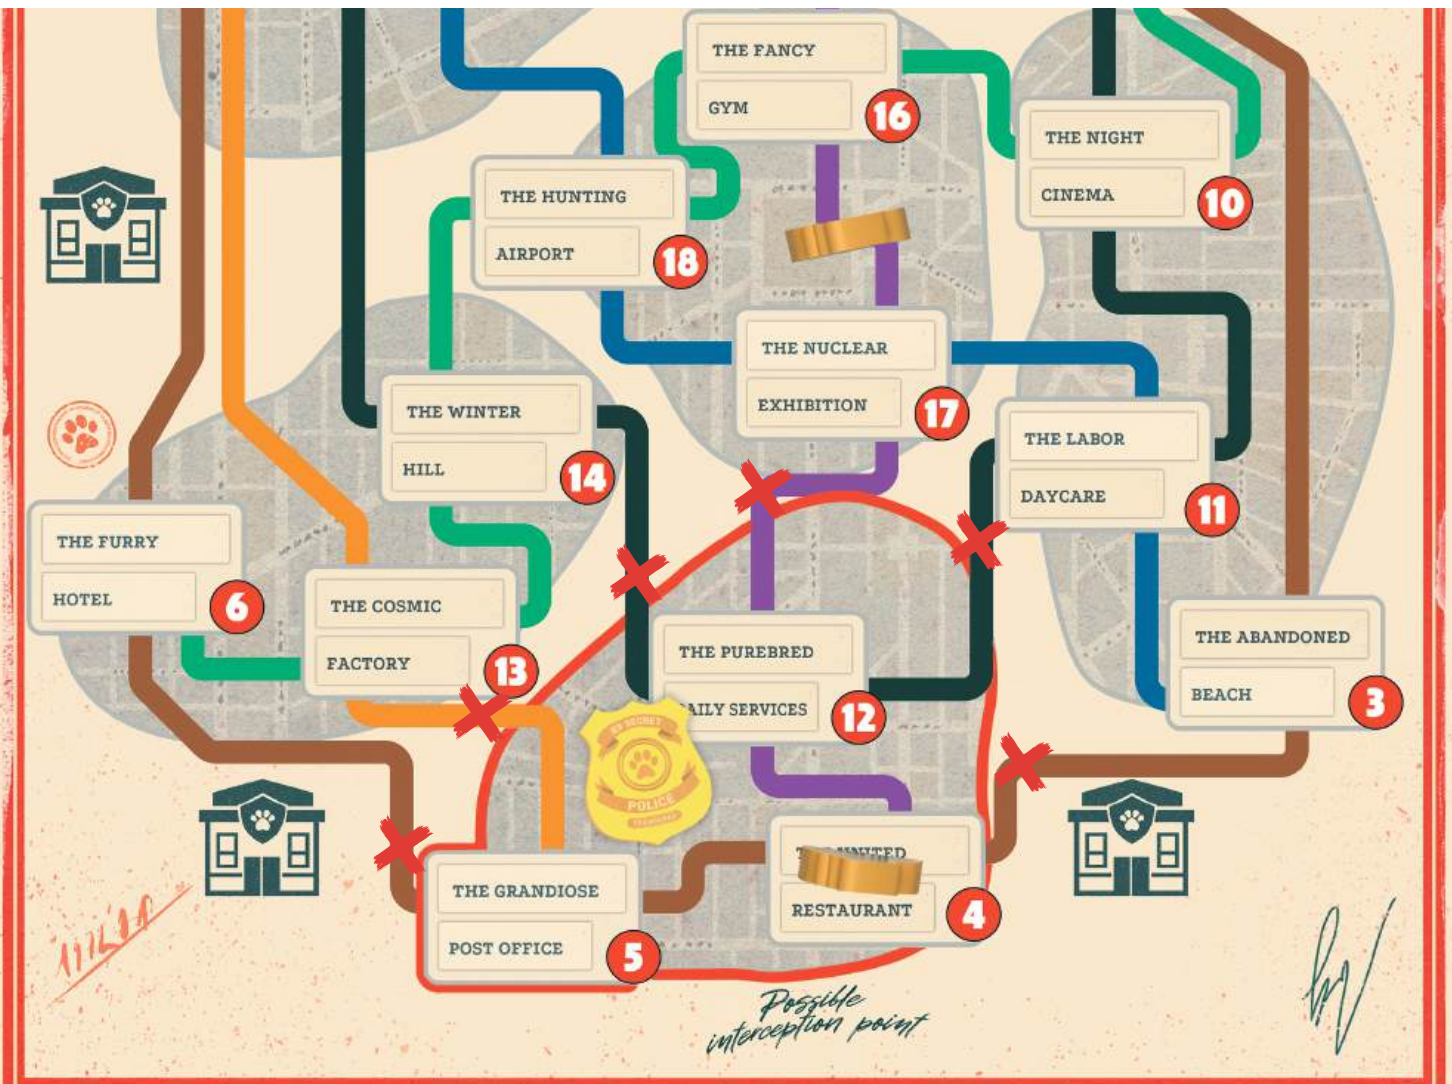 THE FANCY
GYM
16
THE NIGHT
CINEMA
10
THE HUNTING
AIRPORT
18
THE NUCLEAR
EXHIBITION
17
THE WINTER
HILL
14
THE LABOR
DAYCARE
11
THE FURRY
HOTEL
6
THE COSMIC
FACTORY
13
THE PUREBRED
AILY SERVICES
12
THE ABANDONED
BEACH
3
SECRET
POLICE
THE GRANDIOSE
POST OFFICE
5
UNITED
RESTAURANT
4
Possible
interception point